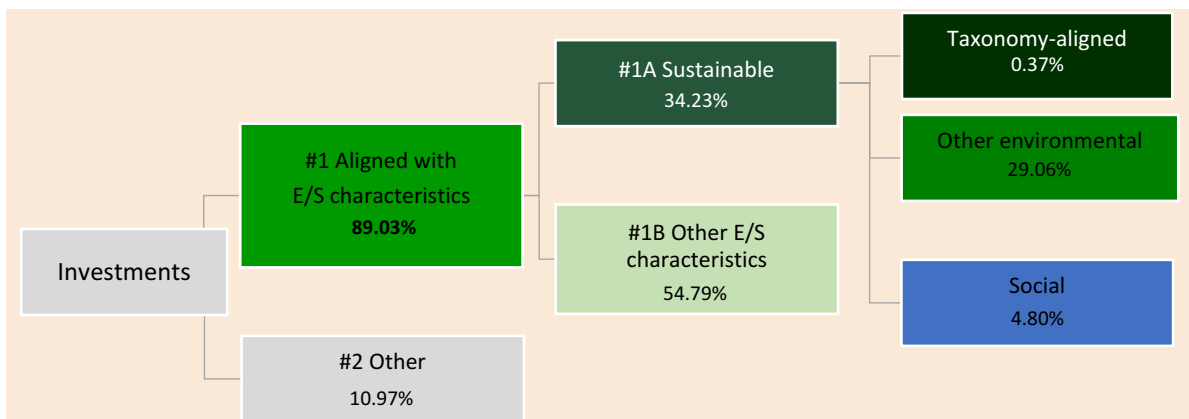 Investments
#1 Aligned with
E/S characteristics
89.03%
#2 Other
10.97%
#1A Sustainable
34.23%
#1B Other E/S
characteristics
54.79%
Taxonomy-aligned
0.37%
Other environmental
29.06%
Social
4.80%